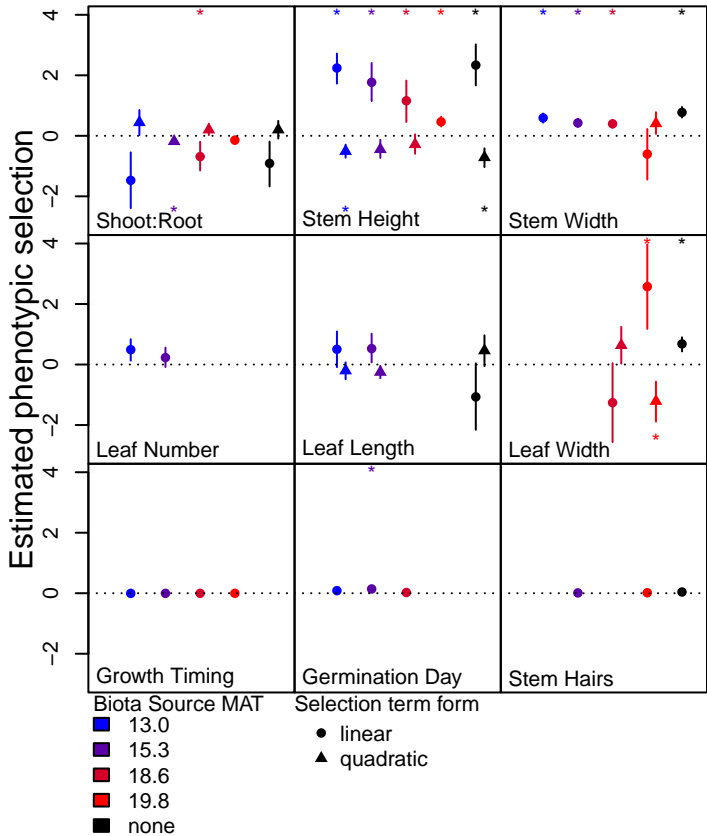 Estimated phenotypic selection
4
2
0
−2
Shoot:Root
Stem Height
Stem Width
4
2
0
−2
Leaf Number
Leaf Length
Leaf Width
4
2
0
−2
Growth Timing
Germination Day
Stem Hairs
Biota Source MAT
13.0
15.3
18.6
19.8
none
Selection term form
linear
quadratic